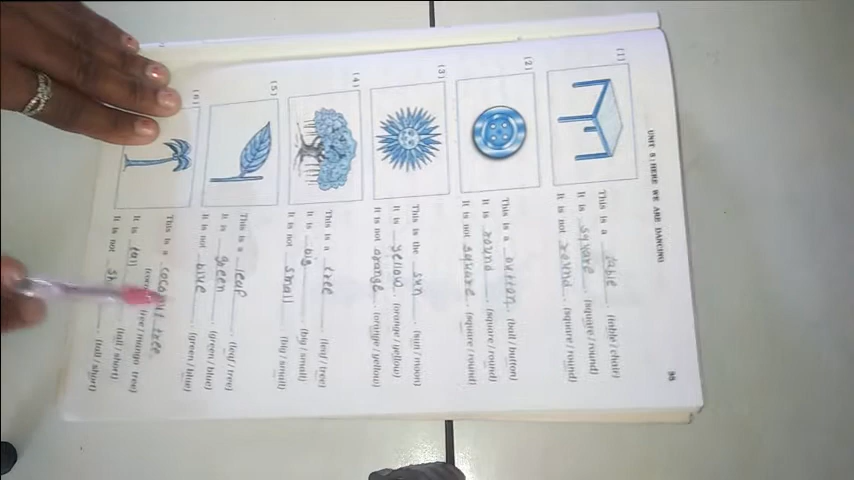 98
UNIT 8 : HERE WE ARE DANCING
(1)
This is a table. (table / chair)
It is square. (square / round)
It is not round. (square / round)
(2)
This is a button. (ball / button)
It is round. (square / round)
It is not square. (square / round)
(3)
This is the sun. (sun / moon)
It is yellow. (orange / yellow)
It is not orange. (orange / yellow)
(4)
This is a tree (leaf / tree)
It is big (big / small)
It is not small (big / small)
(5)
This is a leaf (leaf / tree)
It is green (green / blue)
It is not blue (green / blue)
(6)
This is a coconut tree
tree / mango tree)
It is tall (tall / short)
It is not (tall / short)